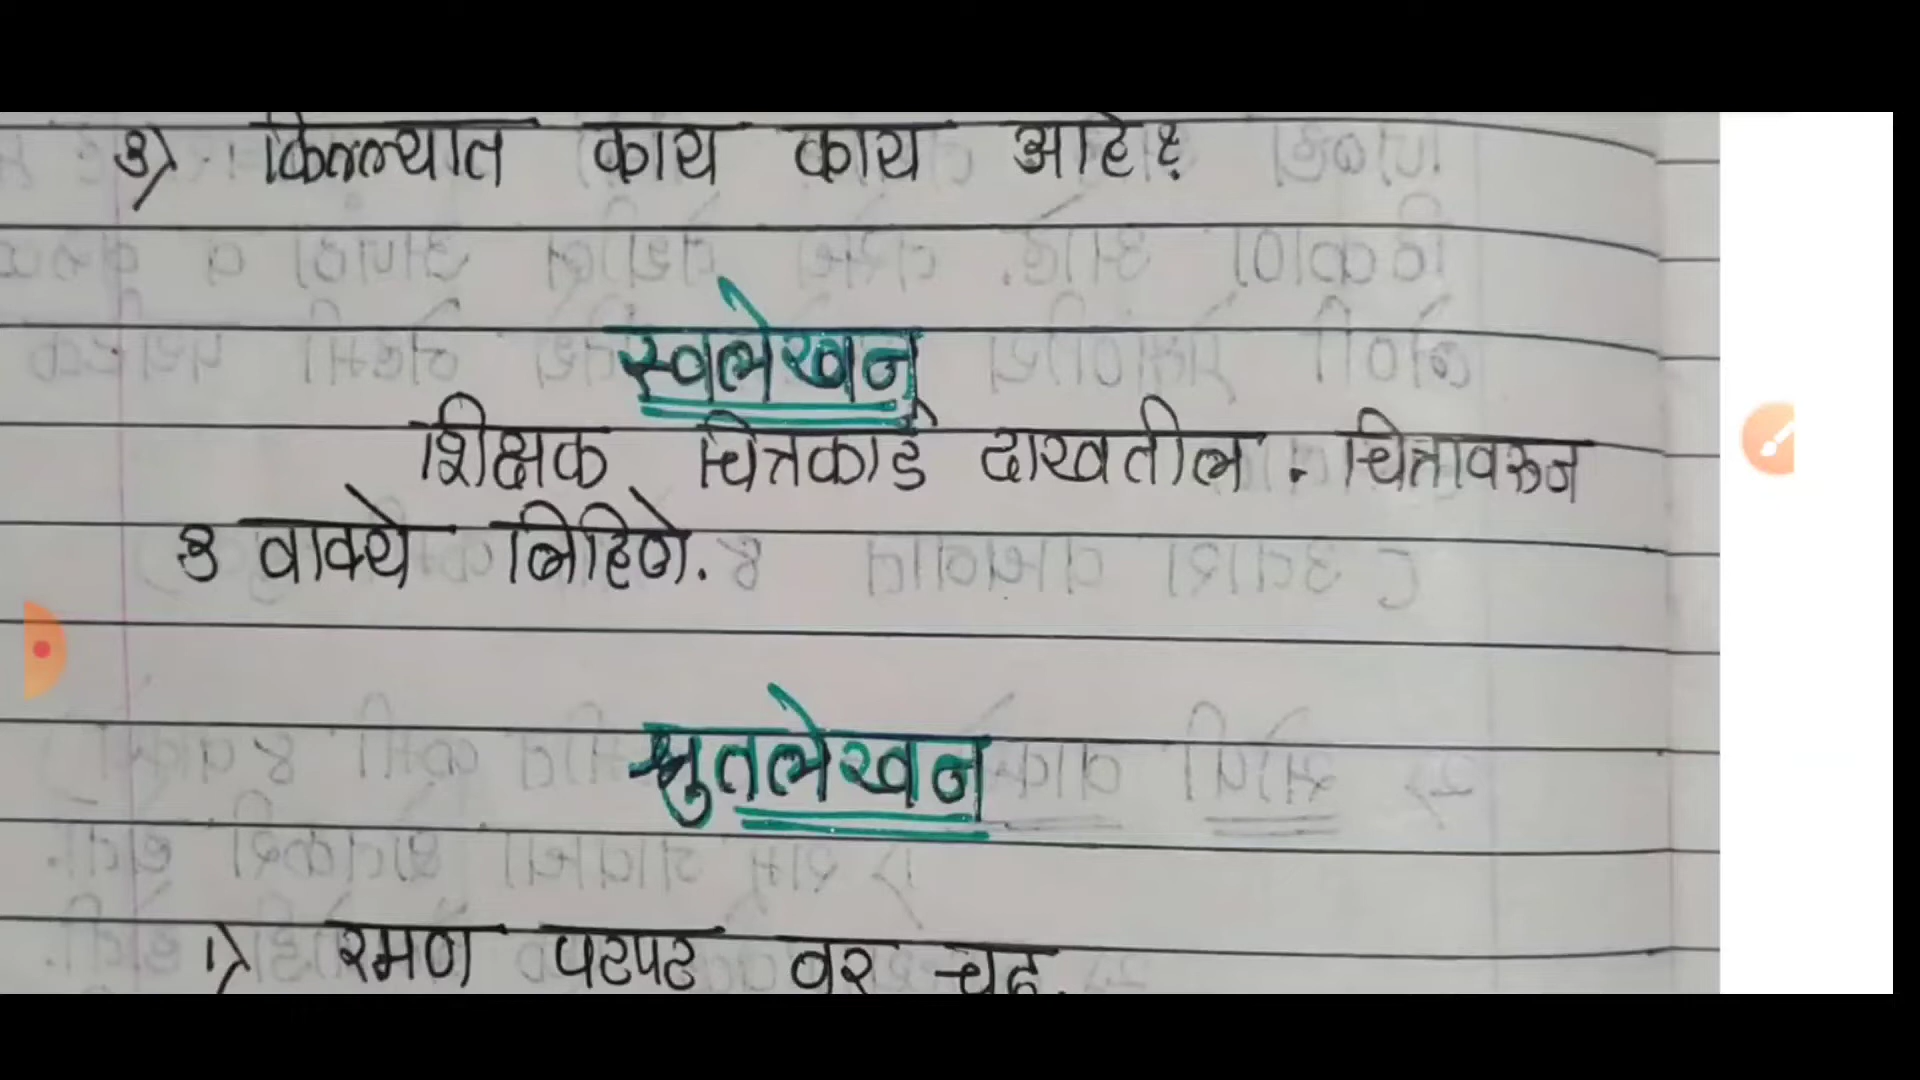 ३) किल्ल्यात काय काय आहे?
स्वलेखन
शिक्षक चित्रकार्ड दाखवतील. चित्रावरून
३ वाक्ये लिहिणे.
श्रुतलेखन
१) रमण पटपट वर चढ.